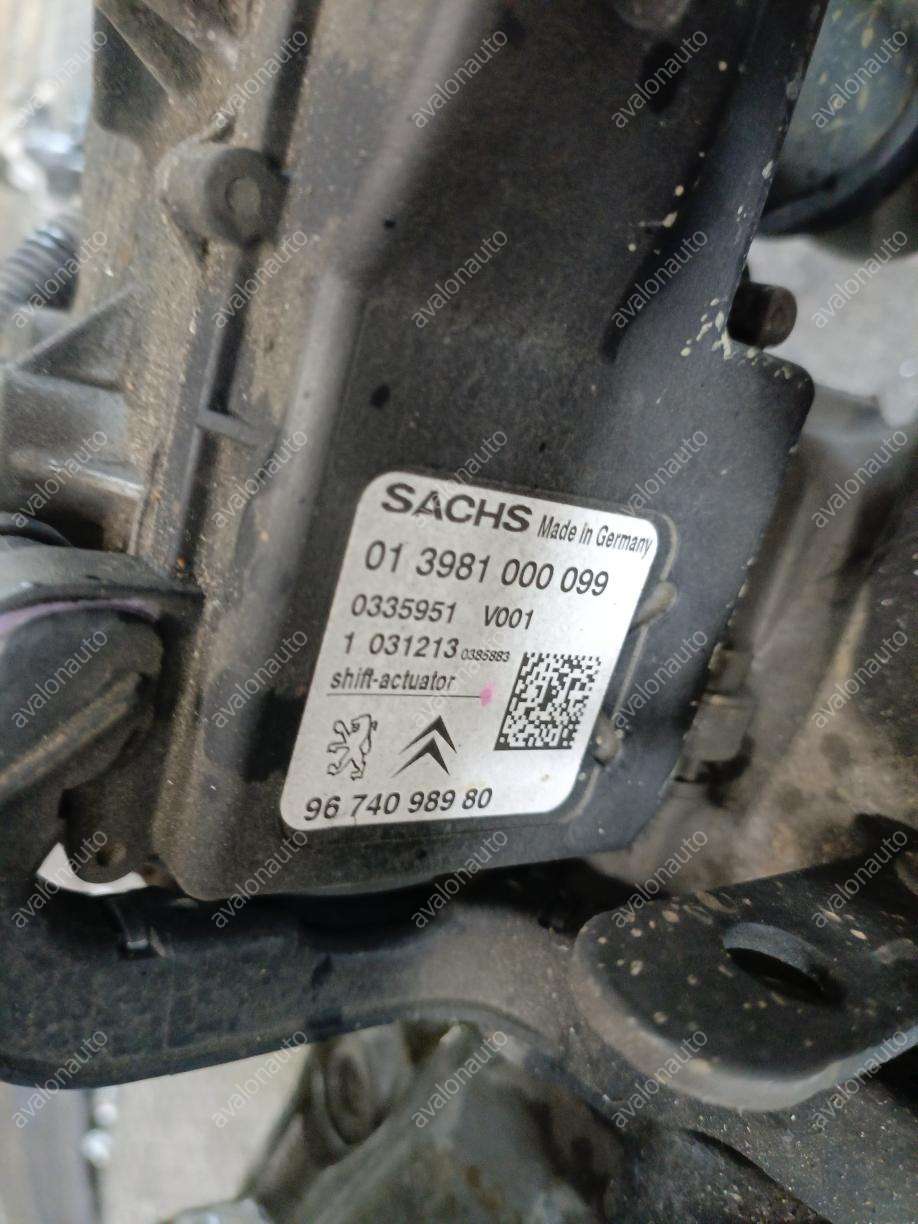 SACHS Made in Germany
01 3981 000 099
0335951 V001
1 031213 0385883
shift-actuator
96 740 989 80
avalonauto